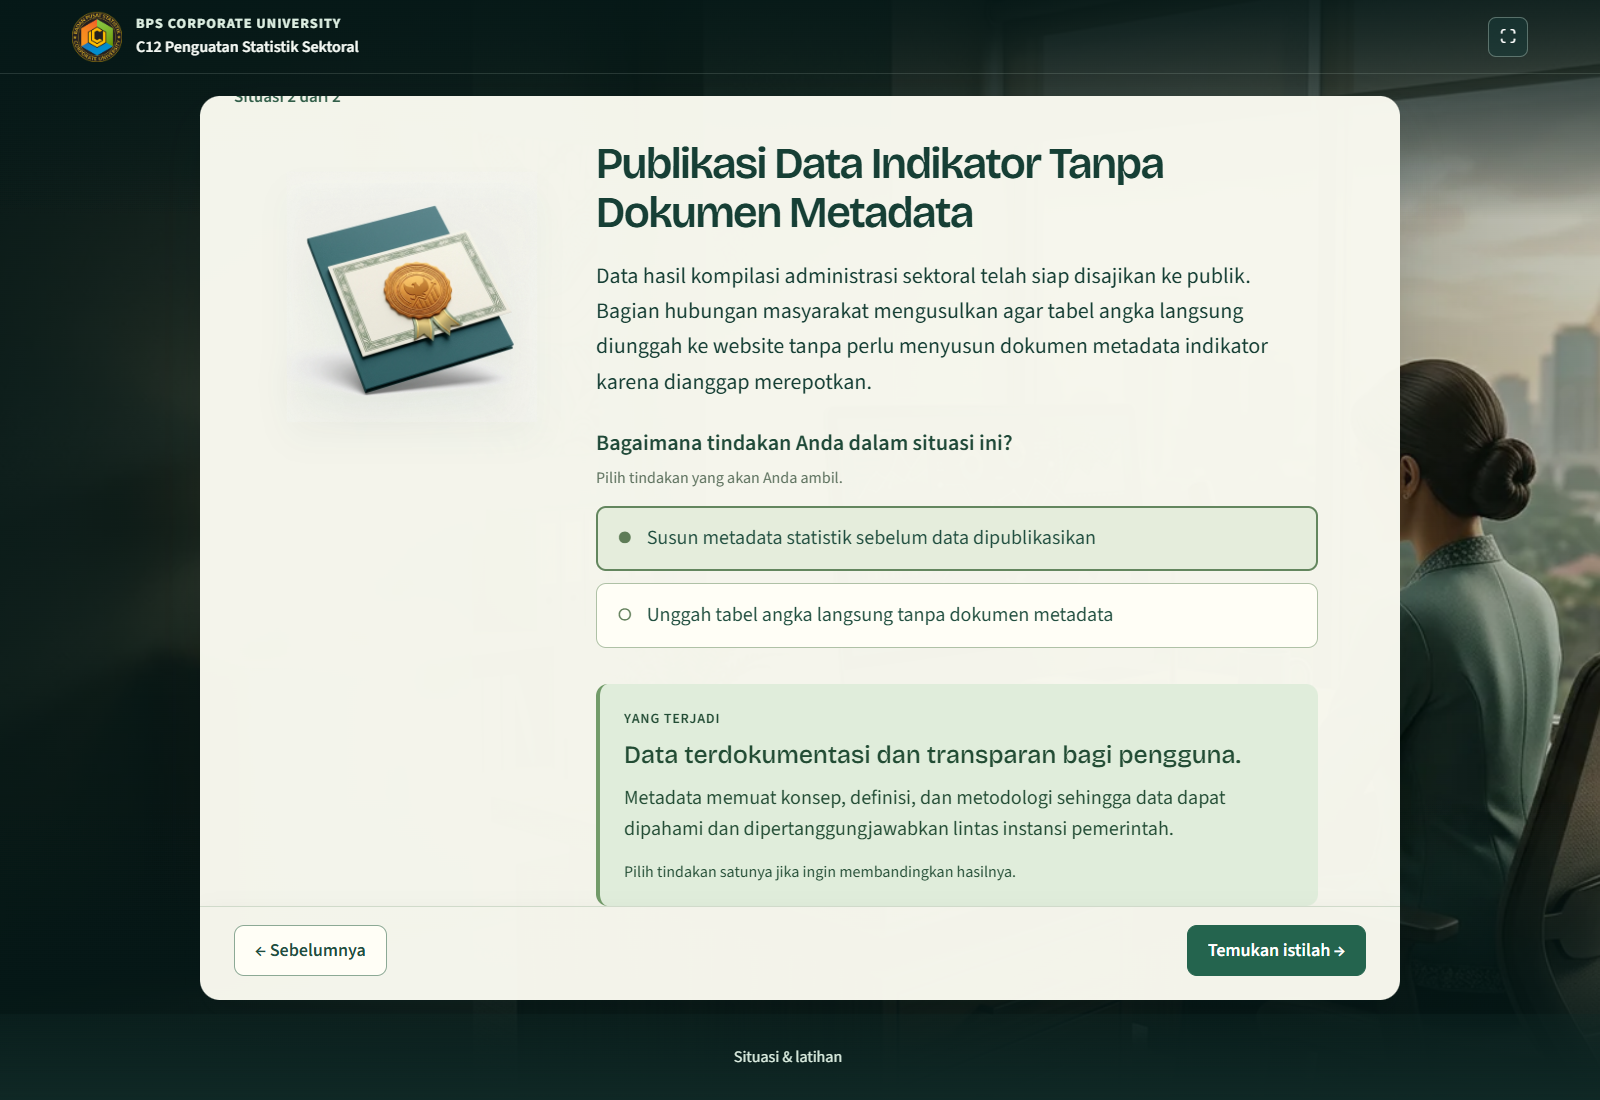 BPS CORPORATE UNIVERSITY
C12 Penguatan Statistik Sektoral
Situasi 2 dari 2
Publikasi Data Indikator Tanpa
Dokumen Metadata
Data hasil kompilasi administrasi sektoral telah siap disajikan ke publik.
Bagian hubungan masyarakat mengusulkan agar tabel angka langsung
diunggah ke website tanpa perlu menyusun dokumen metadata indikator
karena dianggap merepotkan.
Bagaimana tindakan Anda dalam situasi ini?
Pilih tindakan yang akan Anda ambil.
Susun metadata statistik sebelum data dipublikasikan
Unggah tabel angka langsung tanpa dokumen metadata
YANG TERJADI
Data terdokumentasi dan transparan bagi pengguna.
Metadata memuat konsep, definisi, dan metodologi sehingga data dapat
dipahami dan dipertanggungjawabkan lintas instansi pemerintah.
Pilih tindakan satunya jika ingin membandingkan hasilnya.
← Sebelumnya
Temukan istilah →
Situasi & latihan